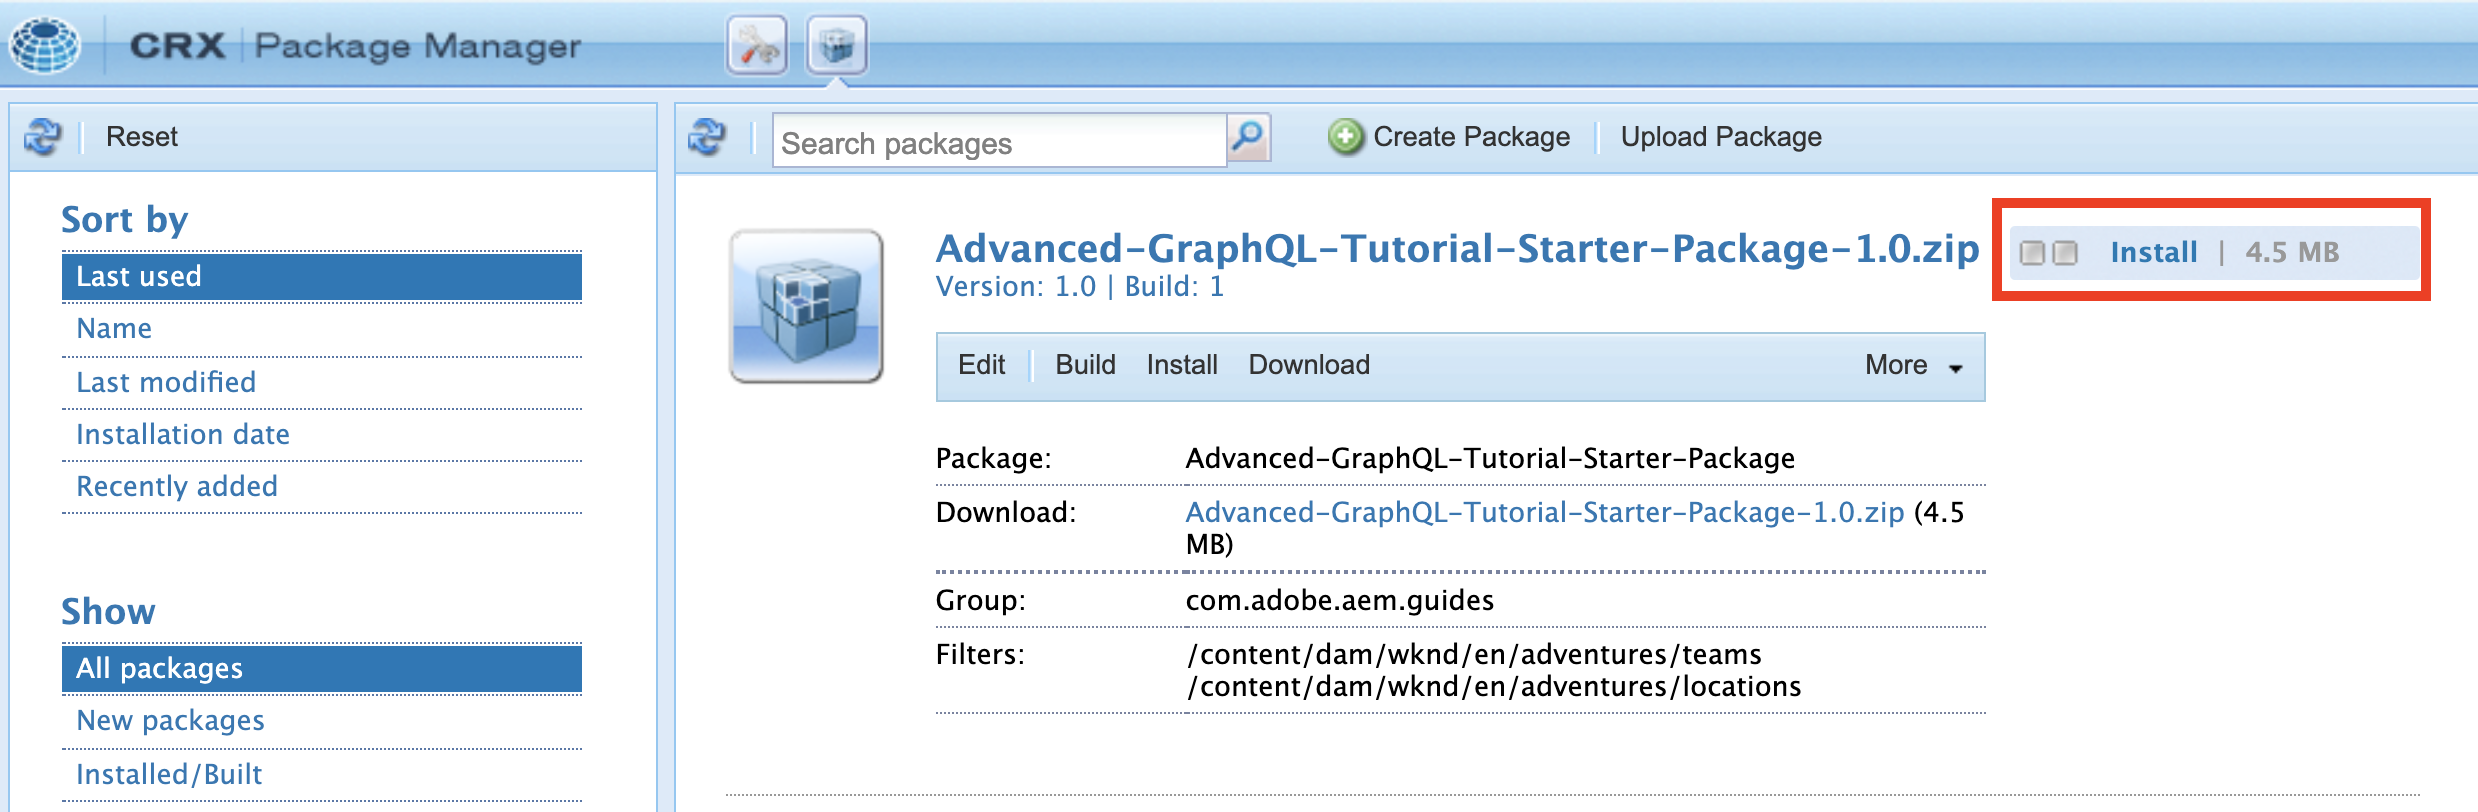 CRX | Package Manager
Reset
Sort by
Last used
Name
Last modified
Installation date
Recently added
Show
All packages
New packages
Installed/Built
Search packages
Create Package
Upload Package
Advanced-GraphQL-Tutorial-Starter-Package-1.0.zip
Install | 4.5 MB
Version: 1.0 | Build: 1
Edit Build Install Download More
Package: Advanced-GraphQL-Tutorial-Starter-Package
Download: Advanced-GraphQL-Tutorial-Starter-Package-1.0.zip (4.5
MB)
Group: com.adobe.aem.guides
Filters: /content/dam/wknd/en/adventures/teams
/content/dam/wknd/en/adventures/locations